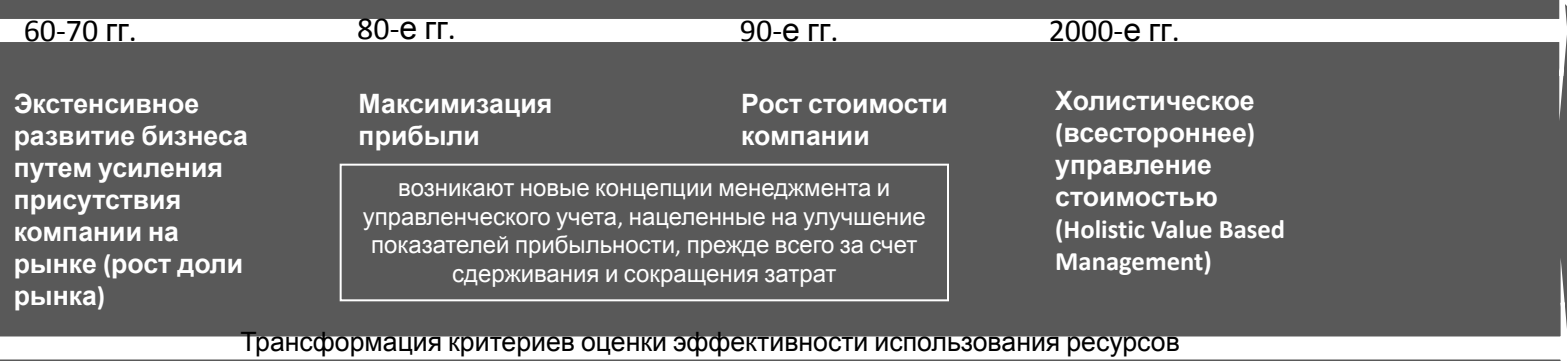 60-70 гг.
80-е гг.
90-е гг.
2000-е гг.
Экстенсивное
развитие бизнеса
путем усиления
присутствия
компании на
рынке (рост доли
рынка)
Максимизация
прибыли
Рост стоимости
компании
возникают новые концепции менеджмента и
управленческого учета, нацеленные на улучшение
показателей прибыльности, прежде всего за счет
сдерживания и сокращения затрат
Холистическое
(всестороннее)
управление
стоимостью
(Holistic Value Based
Management)
Трансформация критериев оценки эффективности использования ресурсов